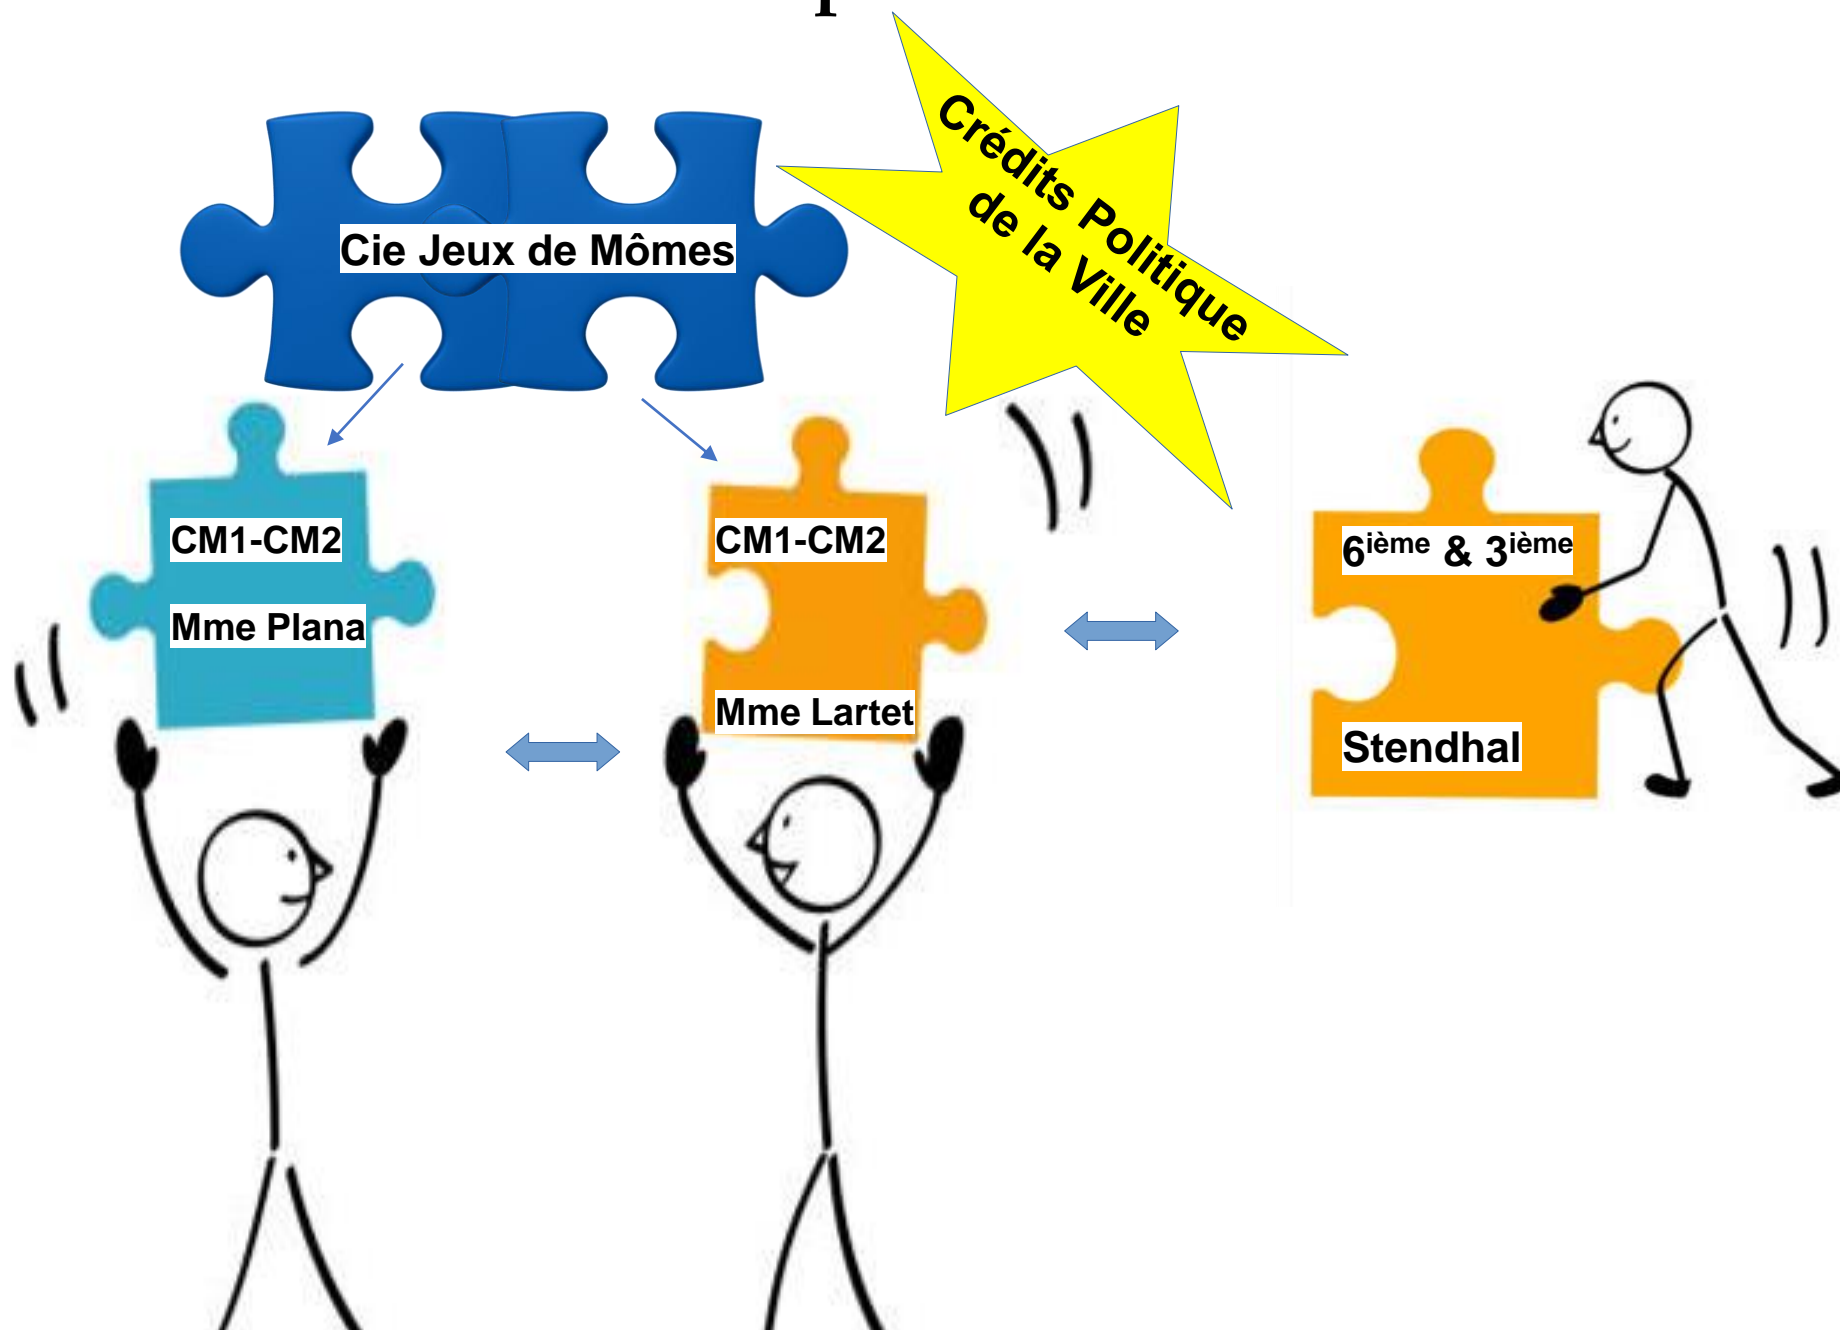 Cie Jeux de Mômes
Crédits Politique
de la Ville
CM1-CM2
Mme Plana
CM1-CM2
Mme Lartet
6ième & 3ième
Stendhal